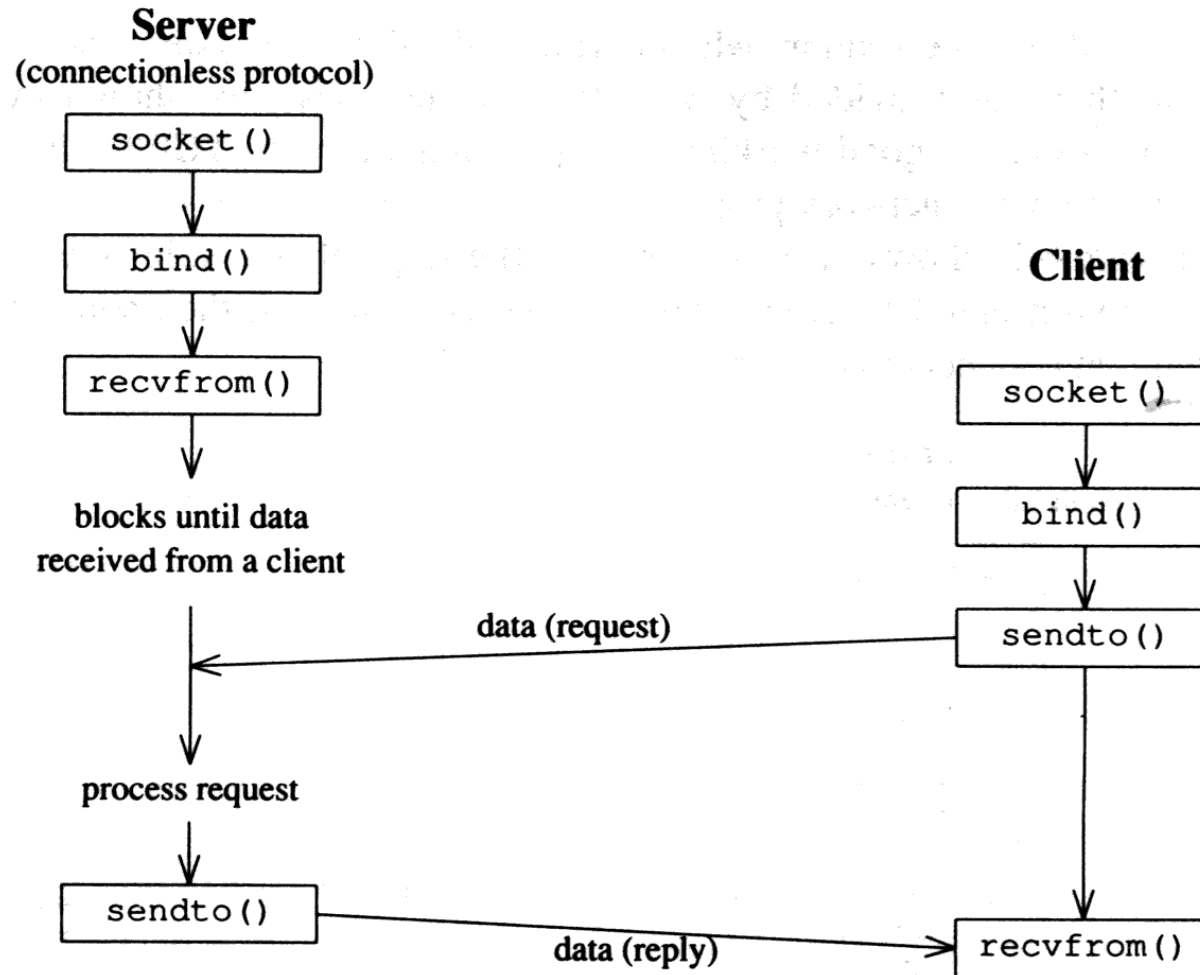 Server
(connectionless protocol)
socket()
bind()
recvfrom()
blocks until data
received from a client
process request
sendto()
data (request)
data (reply)
Client
socket()
bind()
sendto()
recvfrom()